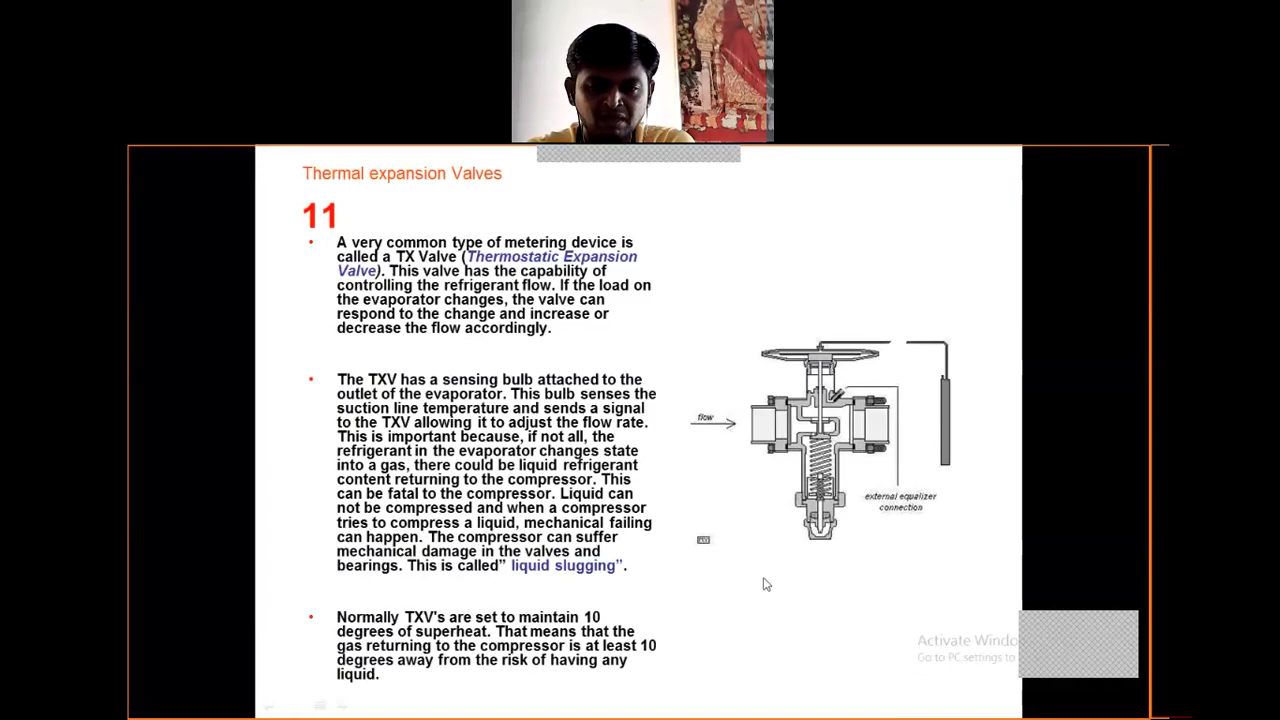 Thermal expansion Valves
11
• A very common type of metering device is
called a TX Valve (Thermostatic Expansion
Valve). This valve has the capability of
controlling the refrigerant flow. If the load on
the evaporator changes, the valve can
respond to the change and increase or
decrease the flow accordingly.
• The TXV has a sensing bulb attached to the
outlet of the evaporator. This bulb senses the
suction line temperature and sends a signal
to the TXV allowing it to adjust the flow rate.
This is important because, if not all, the
refrigerant in the evaporator changes state
into a gas, there could be liquid refrigerant
content returning to the compressor. This
can be fatal to the compressor. Liquid can
not be compressed and when a compressor
tries to compress a liquid, mechanical failing
can happen. The compressor can suffer
mechanical damage in the valves and
bearings. This is called” liquid slugging”.
• Normally TXV's are set to maintain 10
degrees of superheat. That means that the
gas returning to the compressor is at least 10
degrees away from the risk of having any
liquid.
flow
external equalizer
connection
Activate Windo
Go to PC settings to